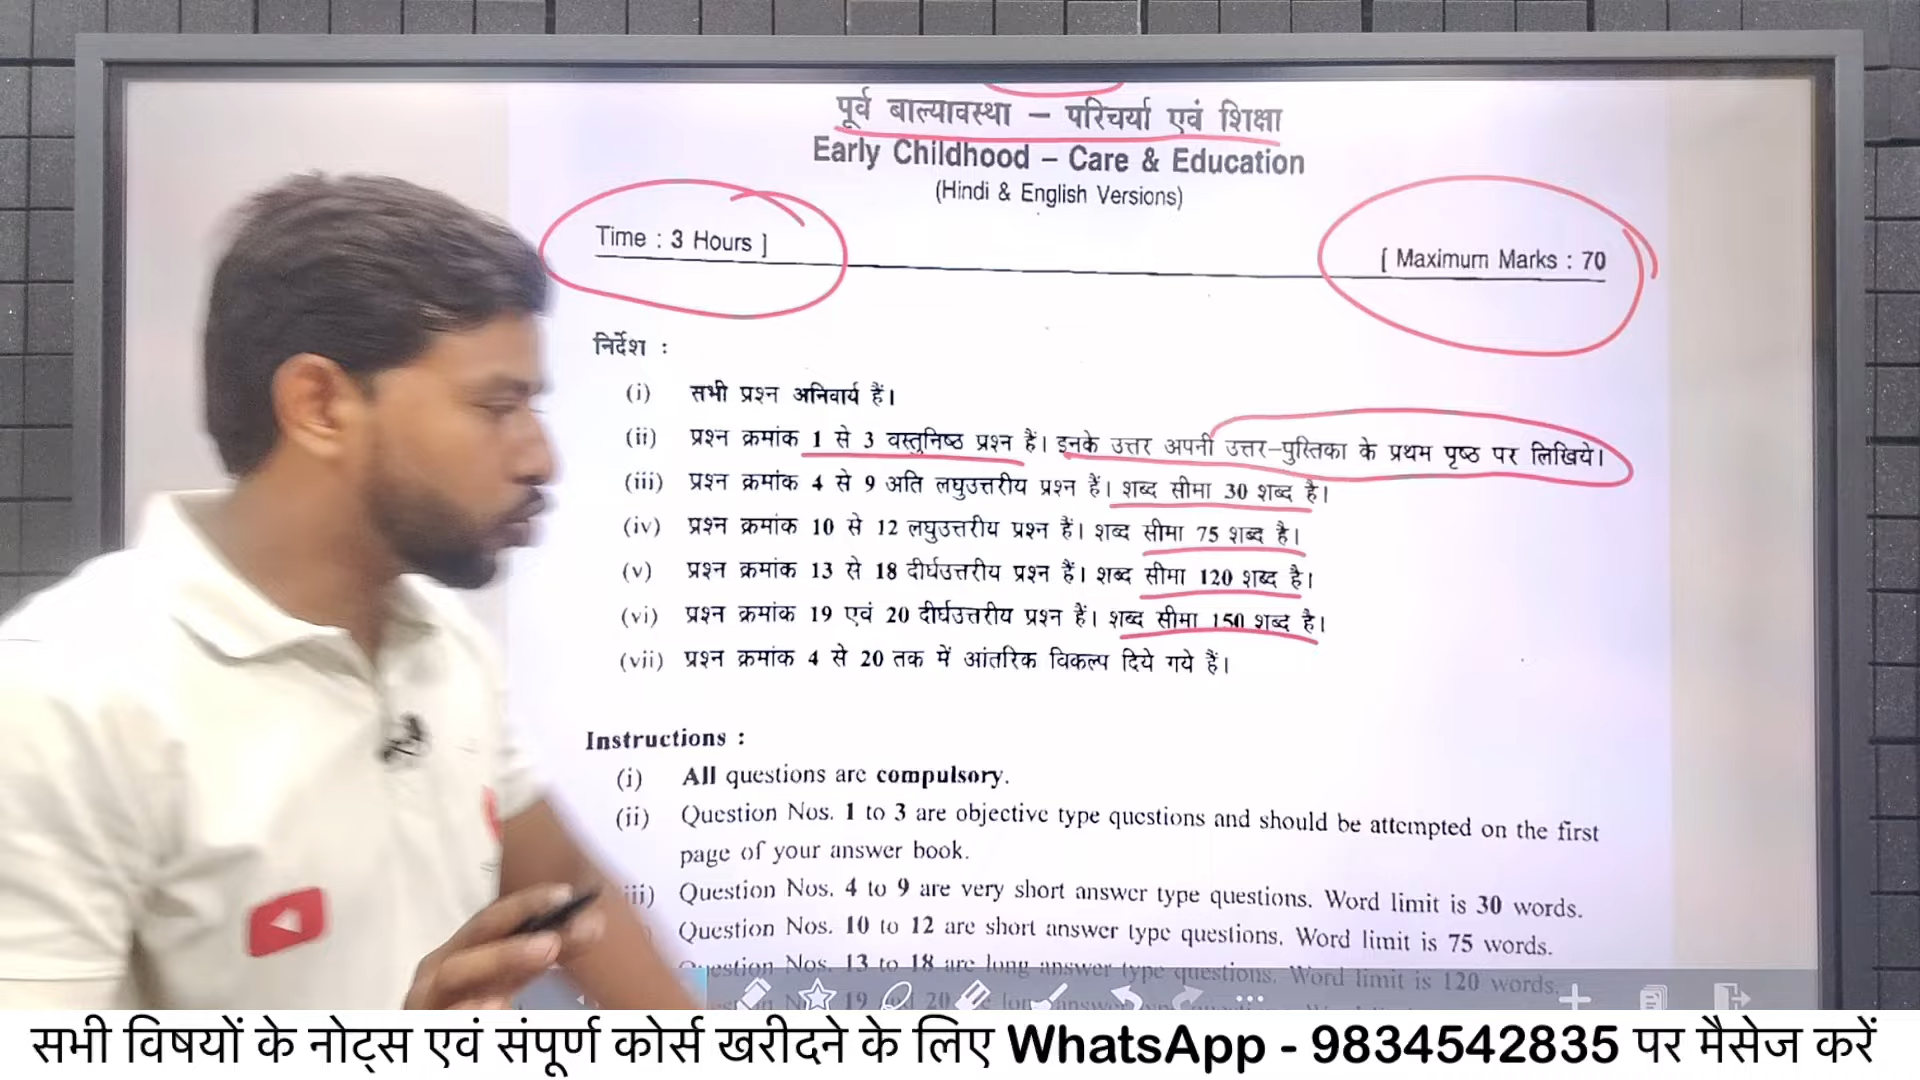 पूर्व बाल्यावस्था – परिचर्या एवं शिक्षा
Early Childhood – Care & Education
(Hindi & English Versions)
Time : 3 Hours ]
[ Maximum Marks : 70
निर्देश :
(i) सभी प्रश्न अनिवार्य हैं।
(ii) प्रश्न क्रमांक 1 से 3 वस्तुनिष्ठ प्रश्न हैं। इनके उत्तर अपनी उत्तर-पुस्तिका के प्रथम पृष्ठ पर लिखिये।
(iii) प्रश्न क्रमांक 4 से 9 अति लघुउत्तरीय प्रश्न हैं। शब्द सीमा 30 शब्द है।
(iv) प्रश्न क्रमांक 10 से 12 लघुउत्तरीय प्रश्न हैं। शब्द सीमा 75 शब्द है।
(v) प्रश्न क्रमांक 13 से 18 दीर्घउत्तरीय प्रश्न हैं। शब्द सीमा 120 शब्द है।
(vi) प्रश्न क्रमांक 19 एवं 20 दीर्घउत्तरीय प्रश्न हैं। शब्द सीमा 150 शब्द है।
(vii) प्रश्न क्रमांक 4 से 20 तक में आंतरिक विकल्प दिये गये हैं।
Instructions :
(i) All questions are compulsory.
(ii) Question Nos. 1 to 3 are objective type questions and should be attempted on the first
page of your answer book.
iii) Question Nos. 4 to 9 are very short answer type questions. Word limit is 30 words.
Question Nos. 10 to 12 are short answer type questions. Word limit is 75 words.
Question Nos. 13 to 18 are long answer type questions. Word limit is 120 words.
19 20
सभी विषयों के नोट्स एवं संपूर्ण कोर्स खरीदने के लिए WhatsApp - 9834542835 पर मैसेज करें